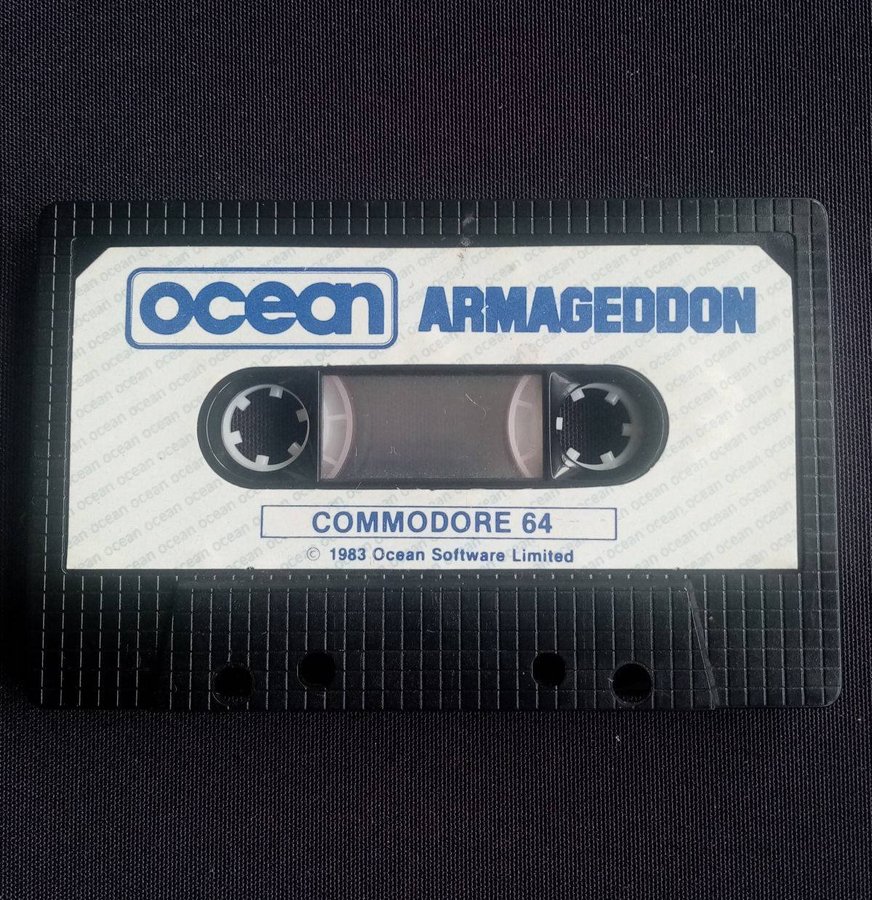 ocean ARMAGEDDON
COMMODORE 64
© 1983 Ocean Software Limited